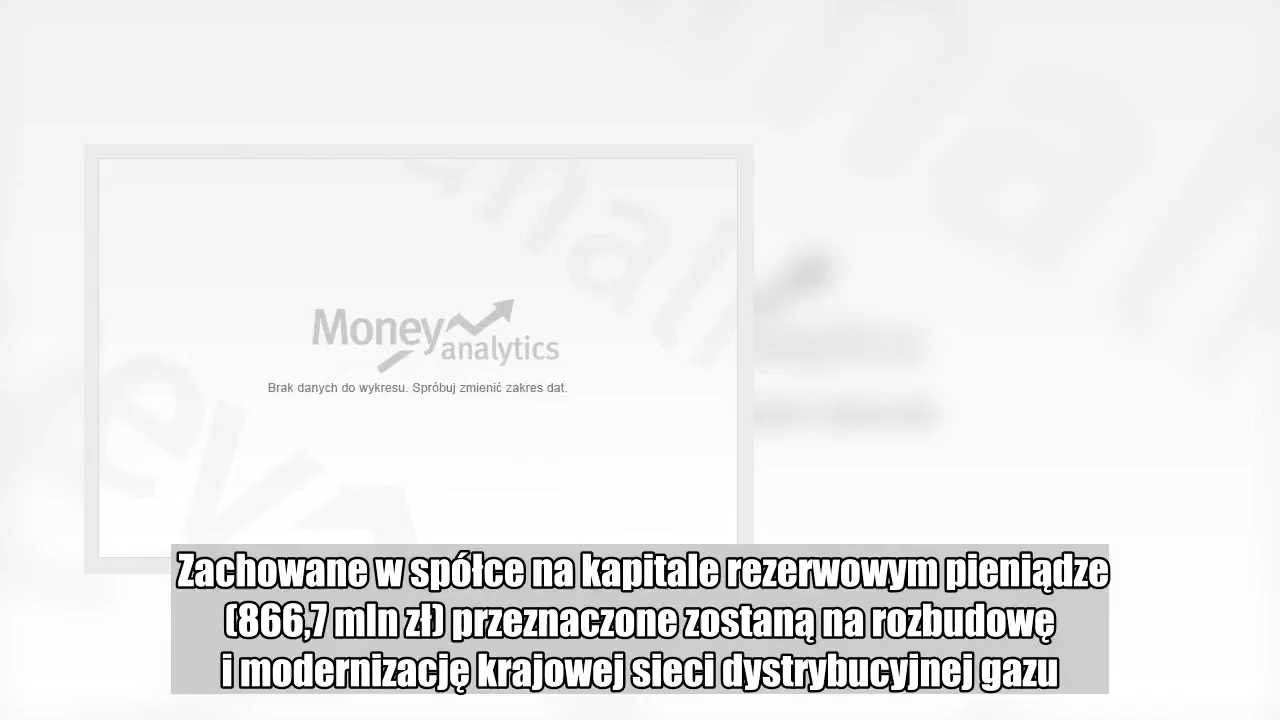 Money
analytics
Brak danych do wykresu. Spróbuj zmienić zakres dat.
Zachowane w spółce na kapitale rezerwowym pieniądze
(866,7 mln zł) przeznaczone zostaną na rozbudowę
i modernizację krajowej sieci dystrybucyjnej gazu